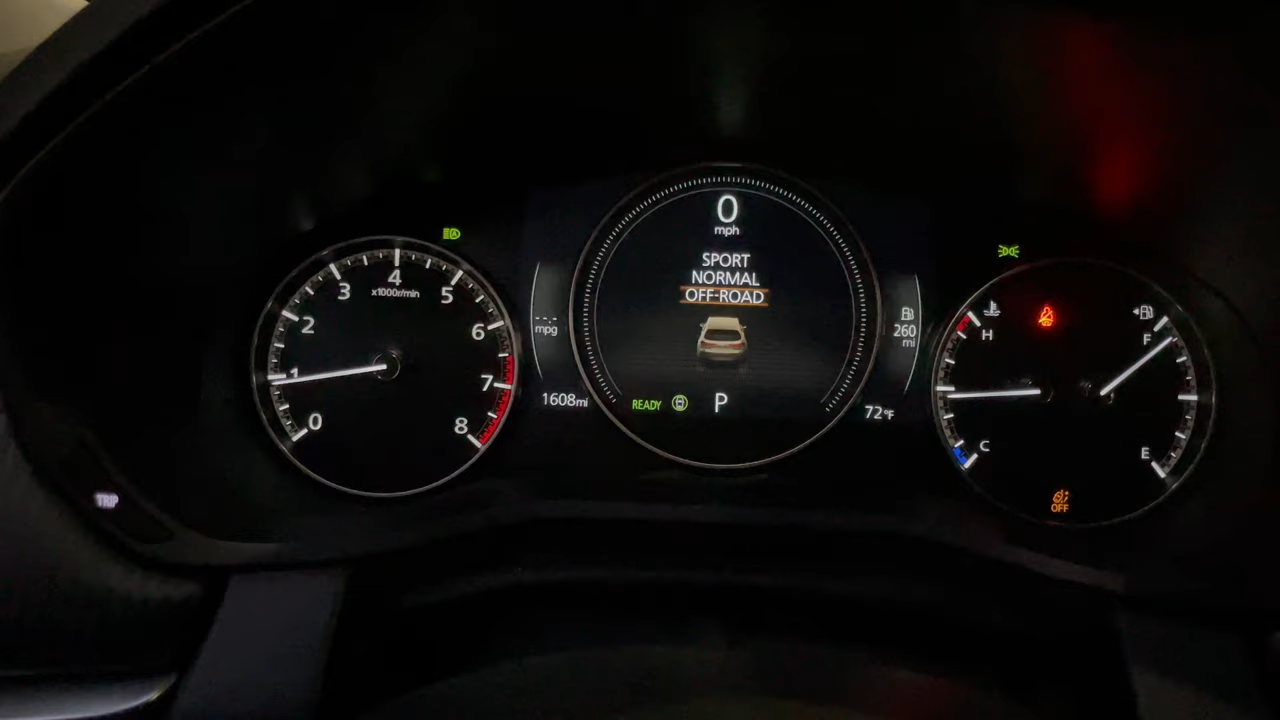 0
mph
SPORT
NORMAL
OFF-ROAD
4
x1000r/min
3
5
2
6
1
7
0
8
---
mpg
1608mi
READY
P
260
mi
72°F
H
C
F
E
OFF
TRIP